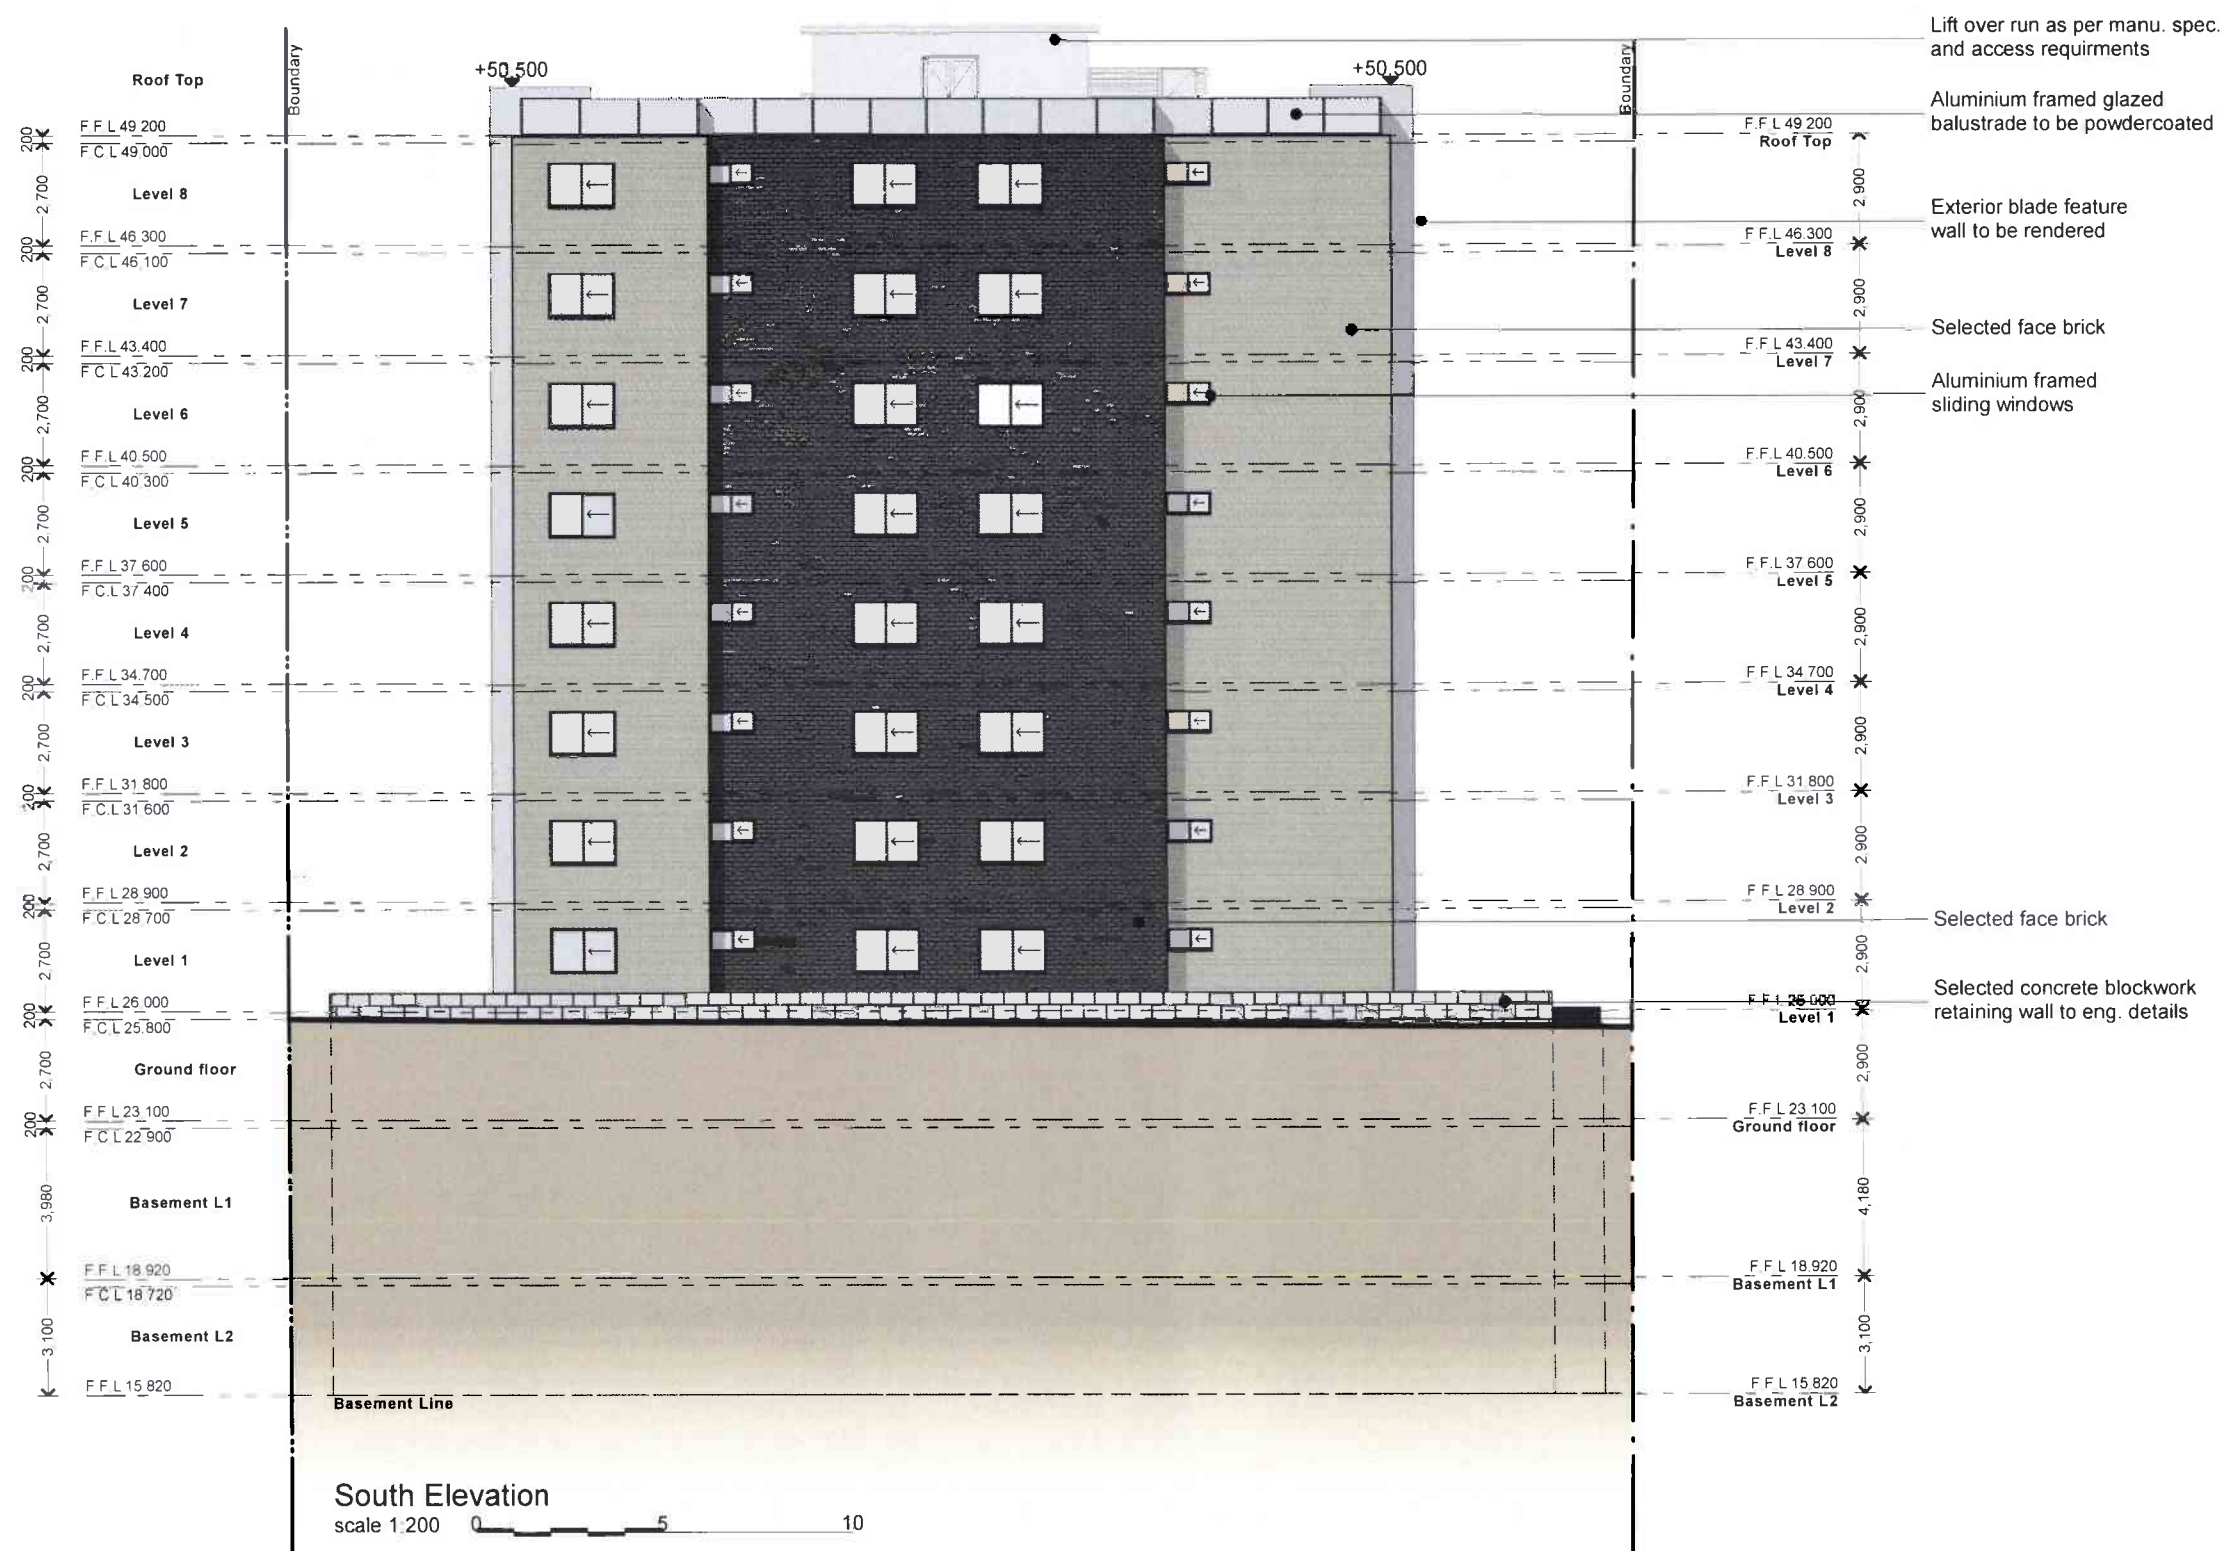 Roof Top
Boundary
+50,500
+50,500
Boundary
Lift over run as per manu. spec.
and access requirments
Aluminium framed glazed
balustrade to be powdercoated
Exterior blade feature
wall to be rendered
Selected face brick
Aluminium framed
sliding windows
Selected face brick
Selected concrete blockwork
retaining wall to eng. details
200
F.F.L 49 200
F C L 49 000
2,700
Level 8
200
F.F.L 46 300
F.C.L 46 100
2,700
Level 7
200
F.F.L 43.400
F C L 43.200
2,700
Level 6
200
F F.L 40.500
F.C L 40 300
2,700
Level 5
200
F.F.L 37 600
F.C.L 37 400
2,700
Level 4
200
F.F.L 34.700
F.C.L 34 500
2,700
Level 3
200
F.F L 31 800
F.C.L 31 600
2,700
Level 2
200
F.F L 28 900
F.C.L 28 700
2 700
Level 1
200
F.F.L 26 000
F.C.L 25.800
2,700
Ground floor
200
F.F.L 23 100
F C L 22 900
3,980
Basement L1
F.F.L 18 920
F C L 18 720
3 100
Basement L2
F F L 15 820
F.F.L 49 200
Roof Top
2,900
F.F.L 46.300
Level 8
2,900
F.F.L 43.400
Level 7
2,900
F.F.L 40.500
Level 6
2,900
F.F.L 37 600
Level 5
2,900
F.F.L 34 700
Level 4
2,900
F.F.L 31.800
Level 3
2,900
F F L 28 900
Level 2
2,900
Level 1
2,900
F.F.L 23 100
Ground floor
4,180
F.F.L 18.920
Basement L1
3,100
F F L 15 820
Basement L2
Basement Line
South Elevation
scale 1:200
0 5 10